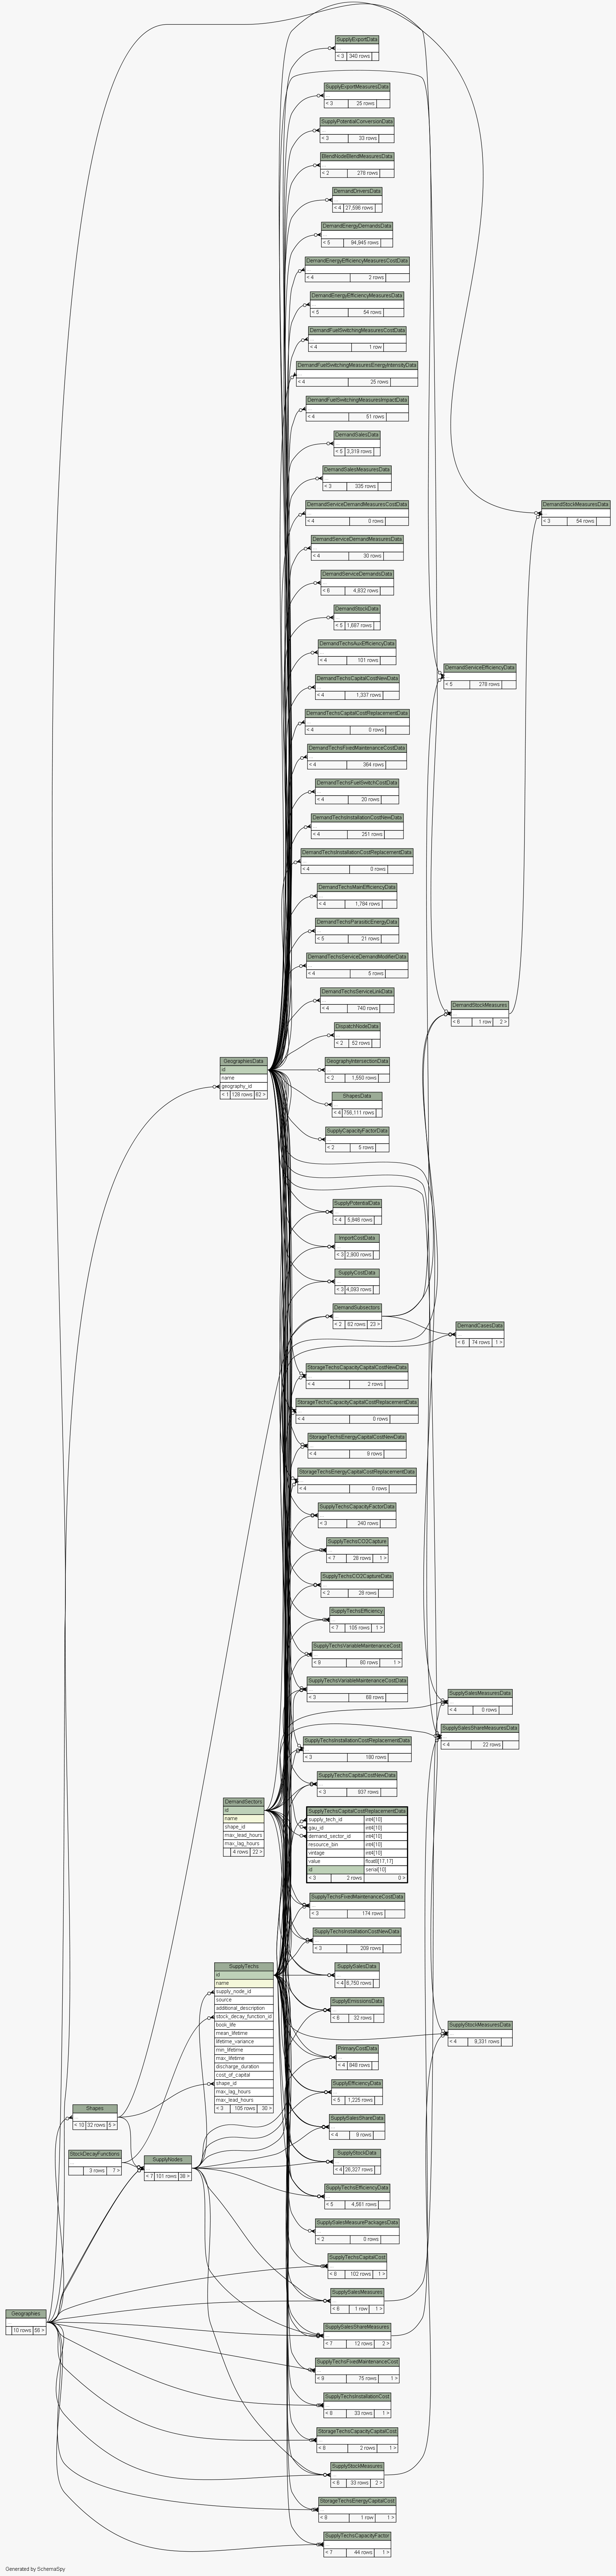 SupplyExportData
...
< 3 340 rows
SupplyExportMeasuresData
...
< 3 25 rows
SupplyPotentialConversionData
...
< 3 33 rows
BlendNodeBlendMeasuresData
...
< 2 278 rows
DemandDriversData
...
< 4 27,596 rows
DemandEnergyDemandsData
...
< 5 94,945 rows
DemandEnergyEfficiencyMeasuresCostData
...
< 4 2 rows
DemandEnergyEfficiencyMeasuresData
...
< 5 54 rows
DemandFuelSwitchingMeasuresCostData
...
< 4 1 row
DemandFuelSwitchingMeasuresEnergyIntensityData
...
< 4 25 rows
DemandFuelSwitchingMeasuresImpactData
...
< 4 51 rows
DemandSalesData
...
< 5 3,319 rows
DemandSalesMeasuresData
...
< 3 335 rows
DemandServiceDemandMeasuresCostData
...
< 4 0 rows
DemandStockMeasuresData
...
< 3 54 rows
DemandServiceDemandMeasuresData
...
< 4 30 rows
DemandServiceDemandsData
...
< 6 4,832 rows
DemandStockData
...
< 5 1,687 rows
DemandTechsAuxEfficiencyData
...
< 4 101 rows
DemandServiceEfficiencyData
...
< 5 278 rows
DemandTechsCapitalCostNewData
...
< 4 1,337 rows
DemandTechsCapitalCostReplacementData
...
< 4 0 rows
DemandTechsFixedMaintenanceCostData
...
< 4 364 rows
DemandTechsFuelSwitchCostData
...
< 4 20 rows
DemandTechsInstallationCostNewData
...
< 4 251 rows
DemandTechsInstallationCostReplacementData
...
< 4 0 rows
DemandTechsMainEfficiencyData
...
< 4 1,784 rows
DemandTechsParasiticEnergyData
...
< 5 21 rows
DemandTechsServiceDemandModifierData
...
< 4 5 rows
DemandTechsServiceLinkData
...
< 4 740 rows
DemandStockMeasures
...
< 6 1 row 2 >
DispatchNodeData
...
< 2 52 rows
GeographiesData
id
name
geography_id
< 1 128 rows 62 >
GeographyIntersectionData
...
< 2 1,550 rows
ShapesData
...
< 4 756,111 rows
SupplyCapacityFactorData
...
< 2 5 rows
SupplyPotentialData
...
< 4 5,846 rows
ImportCostData
...
< 3 2,900 rows
SupplyCostData
...
< 3 4,093 rows
DemandSubsectors
...
< 2 62 rows 23 >
DemandCasesData
...
< 6 74 rows 1 >
StorageTechsCapacityCapitalCostNewData
...
< 4 2 rows
StorageTechsCapacityCapitalCostReplacementData
...
< 4 0 rows
StorageTechsEnergyCapitalCostNewData
...
< 4 9 rows
StorageTechsEnergyCapitalCostReplacementData
...
< 4 0 rows
SupplyTechsCapacityFactorData
...
< 3 240 rows
SupplyTechsCO2Capture
...
< 7 26 rows 1 >
SupplyTechsCO2CaptureData
...
< 2 28 rows
SupplyTechsEfficiency
...
< 7 105 rows 1 >
SupplyTechsVariableMaintenanceCost
...
< 9 60 rows 1 >
SupplyTechsVariableMaintenanceCostData
...
< 3 68 rows
SupplySalesMeasuresData
...
< 4 0 rows
SupplySalesShareMeasuresData
...
< 4 22 rows
SupplyTechsInstallationCostReplacementData
...
< 3 180 rows
SupplyTechsCapitalCostNewData
...
< 3 937 rows
DemandSectors
id
name
shape_id
max_lead_hours
max_lag_hours
4 rows 22 >
SupplyTechsCapitalCostReplacementData
supply_tech_id int4[10]
gau_id int4[10]
demand_sector_id int4[10]
resource_bin int4[10]
vintage int4[10]
value float8[17,17]
id serial[10]
< 3 2 rows 0 >
SupplyTechsFixedMaintenanceCostData
...
< 3 174 rows
SupplyTechsInstallationCostNewData
...
< 3 209 rows
SupplyTechs
id
name
supply_node_id
source
additional_description
stock_decay_function_id
book_life
mean_lifetime
lifetime_variance
min_lifetime
max_lifetime
discharge_duration
cost_of_capital
shape_id
max_lag_hours
max_lead_hours
< 3 105 rows 30 >
SupplySalesData
...
< 4 6,750 rows
SupplyEmissionsData
...
< 6 32 rows
SupplyStockMeasuresData
...
< 4 9,331 rows
PrimaryCostData
...
< 4 848 rows
SupplyEfficiencyData
...
< 5 1,225 rows
Shapes
...
< 10 32 rows 5 >
SupplySalesShareData
...
< 4 9 rows
StockDecayFunctions
...
3 rows 7 >
SupplyNodes
...
< 7 101 rows 38 >
SupplyStockData
...
< 4 26,327 rows
SupplyTechsEfficiencyData
...
< 5 4,561 rows
SupplySalesMeasurePackagesData
...
< 2 0 rows
SupplyTechsCapitalCost
...
< 8 102 rows 1 >
SupplySalesMeasures
...
< 6 1 row 1 >
Geographies
...
10 rows 56 >
SupplySalesShareMeasures
...
< 7 12 rows 2 >
SupplyTechsFixedMaintenanceCost
...
< 9 75 rows 1 >
SupplyTechsInstallationCost
...
< 8 33 rows 1 >
StorageTechsCapacityCapitalCost
...
< 8 2 rows 1 >
SupplyStockMeasures
...
< 8 33 rows 2 >
StorageTechsEnergyCapitalCost
...
< 8 1 row 1 >
SupplyTechsCapacityFactor
...
< 7 44 rows 1 >
Generated by SchemaSpy